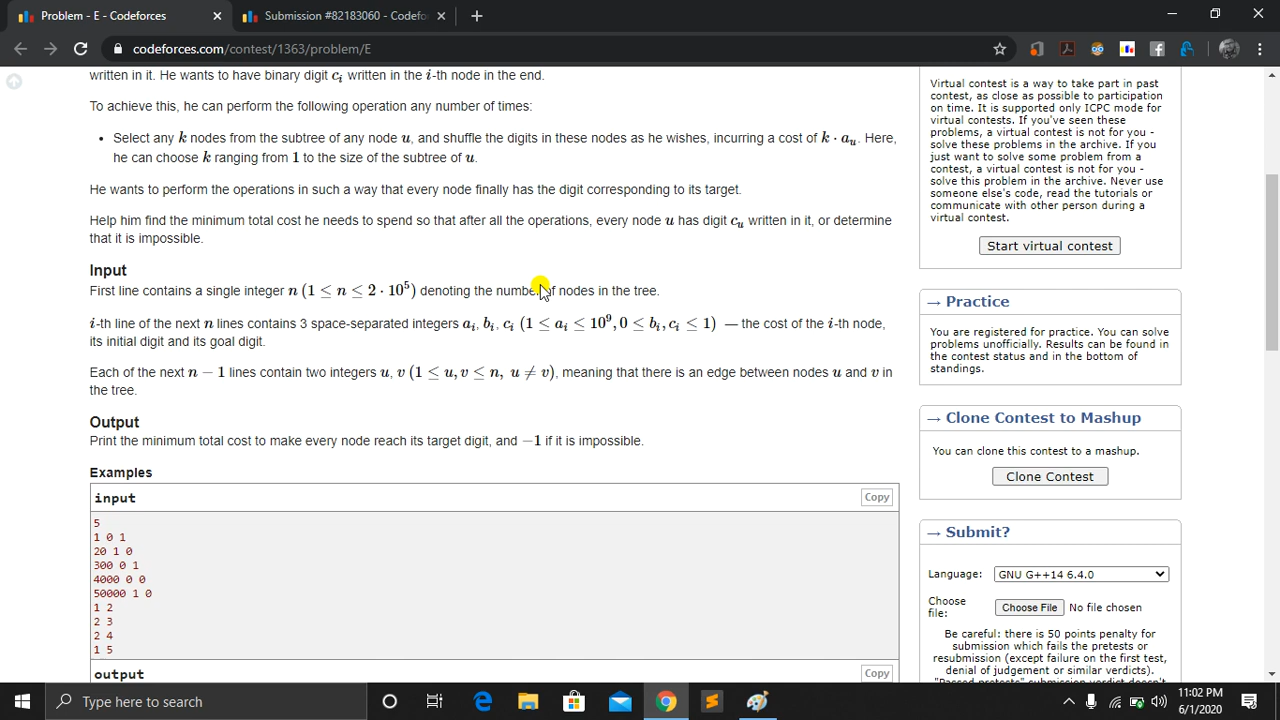 Problem - E - Codeforces
Submission #82183060 - Codefo
codeforces.com/contest/1363/problem/E
written in it. He wants to have binary digit c_i written in the i-th node in the end.
To achieve this, he can perform the following operation any number of times:
• Select any k nodes from the subtree of any node u, and shuffle the digits in these nodes as he wishes, incurring a cost of k · a_u. Here,
he can choose k ranging from 1 to the size of the subtree of u.
He wants to perform the operations in such a way that every node finally has the digit corresponding to its target.
Help him find the minimum total cost he needs to spend so that after all the operations, every node u has digit c_u written in it, or determine
that it is impossible.
Input
First line contains a single integer n (1 ≤ n ≤ 2 · 10^5) denoting the number of nodes in the tree.
i-th line of the next n lines contains 3 space-separated integers a_i, b_i, c_i (1 ≤ a_i ≤ 10^9, 0 ≤ b_i, c_i ≤ 1) — the cost of the i-th node,
its initial digit and its goal digit.
Each of the next n − 1 lines contain two integers u, v (1 ≤ u, v ≤ n, u ≠ v), meaning that there is an edge between nodes u and v in
the tree.
Output
Print the minimum total cost to make every node reach its target digit, and −1 if it is impossible.
Examples
input
Copy
5
1 0 1
20 1 0
300 0 1
4000 0 0
50000 1 0
1 2
2 3
2 4
1 5
output
Copy
Virtual contest is a way to take part in past
contest, as close as possible to participation
on time. It is supported only ICPC mode for
virtual contests. If you've seen these
problems, a virtual contest is not for you -
solve these problems in the archive. If you
just want to solve some problem from a
contest, a virtual contest is not for you -
solve this problem in the archive. Never use
someone else's code, read the tutorials or
communicate with other person during a
virtual contest.
Start virtual contest
→ Practice
You are registered for practice. You can solve
problems unofficially. Results can be found in
the contest status and in the bottom of
standings.
→ Clone Contest to Mashup
You can clone this contest to a mashup.
Clone Contest
→ Submit?
Language:
GNU G++14 6.4.0
Choose
file:
Choose File No file chosen
Be careful: there is 50 points penalty for
submission which fails the pretests or
resubmission (except failure on the first test,
denial of judgement or similar verdicts).
"Passed pretests" submission verdict doesn't
Type here to search
11:02 PM
6/1/2020